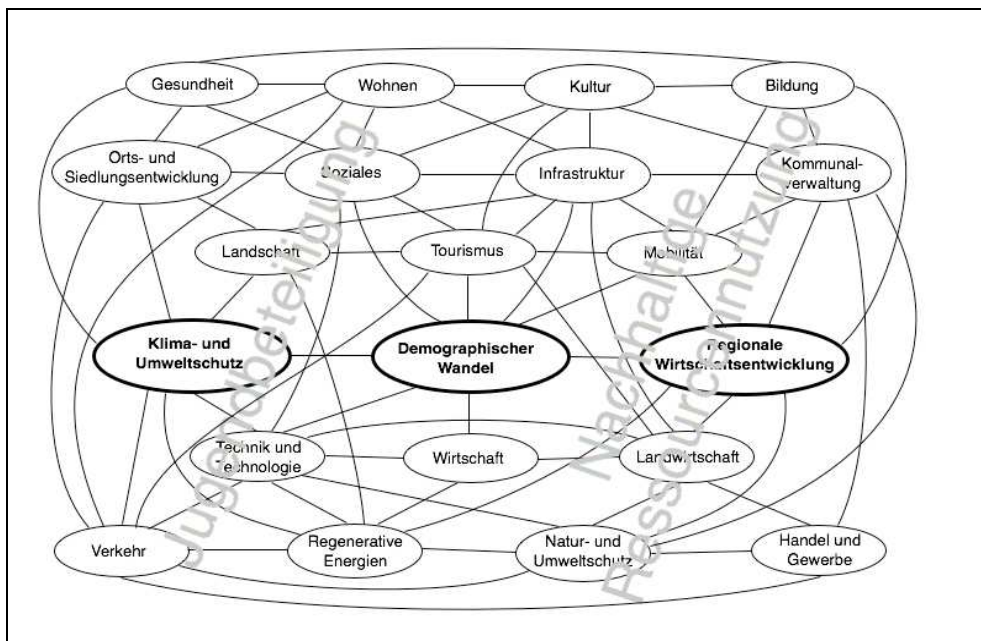 Gesundheit
Wohnen
Kultur
Bildung
Orts- und
Siedlungsentwicklung
Soziales
Infrastruktur
Kommunal-
verwaltung
Landschaft
Tourismus
Mobilität
Klima- und
Umweltschutz
Demographischer
Wandel
Regionale
Wirtschaftsentwicklung
Technik und
Technologie
Wirtschaft
Landwirtschaft
Verkehr
Regenerative
Energien
Natur- und
Umweltschutz
Handel und
Gewerbe
Jugendbeteiligung
Nachhaltige
Ressourcennutzung